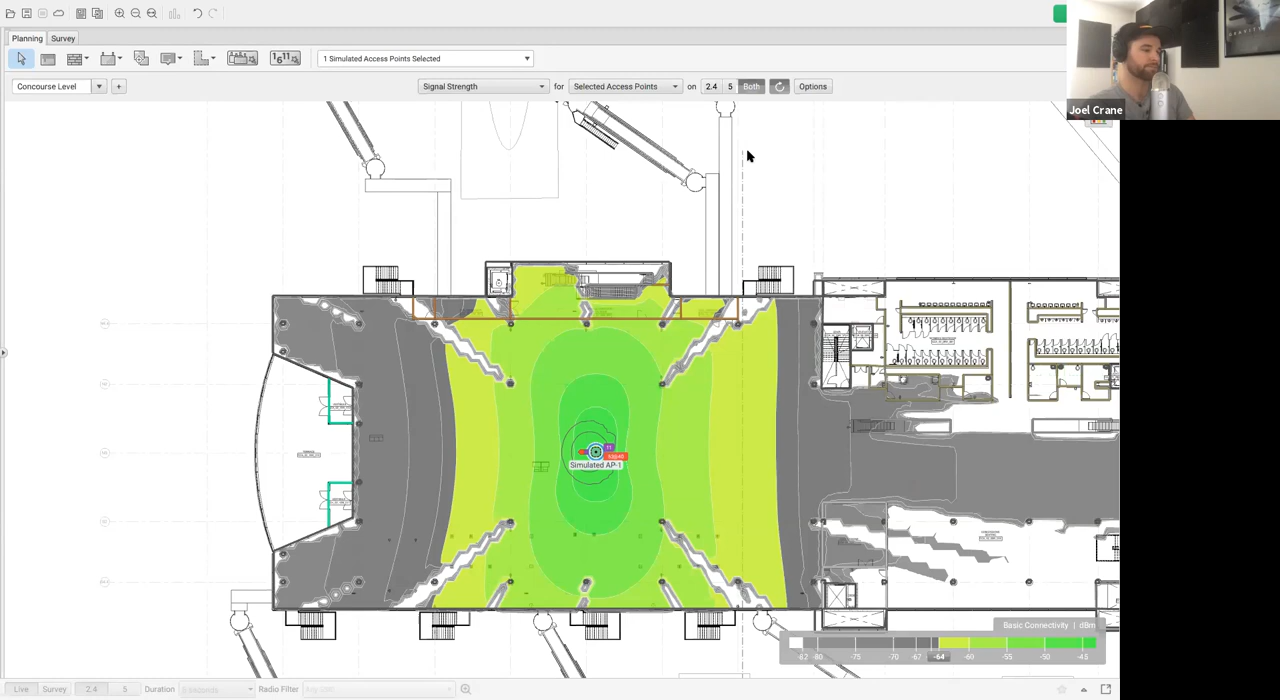 Planning
Survey
1 Simulated Access Points Selected
Concourse Level
+
Signal Strength
for
Selected Access Points
on
2.4
5
Both
Options
Joel Crane
11
Simulated AP-1
Basic Connectivity | dBm
-75
-70
-67
-64
-60
-55
-50
-45
Live
Survey
2.4
5
Duration
Radio Filter